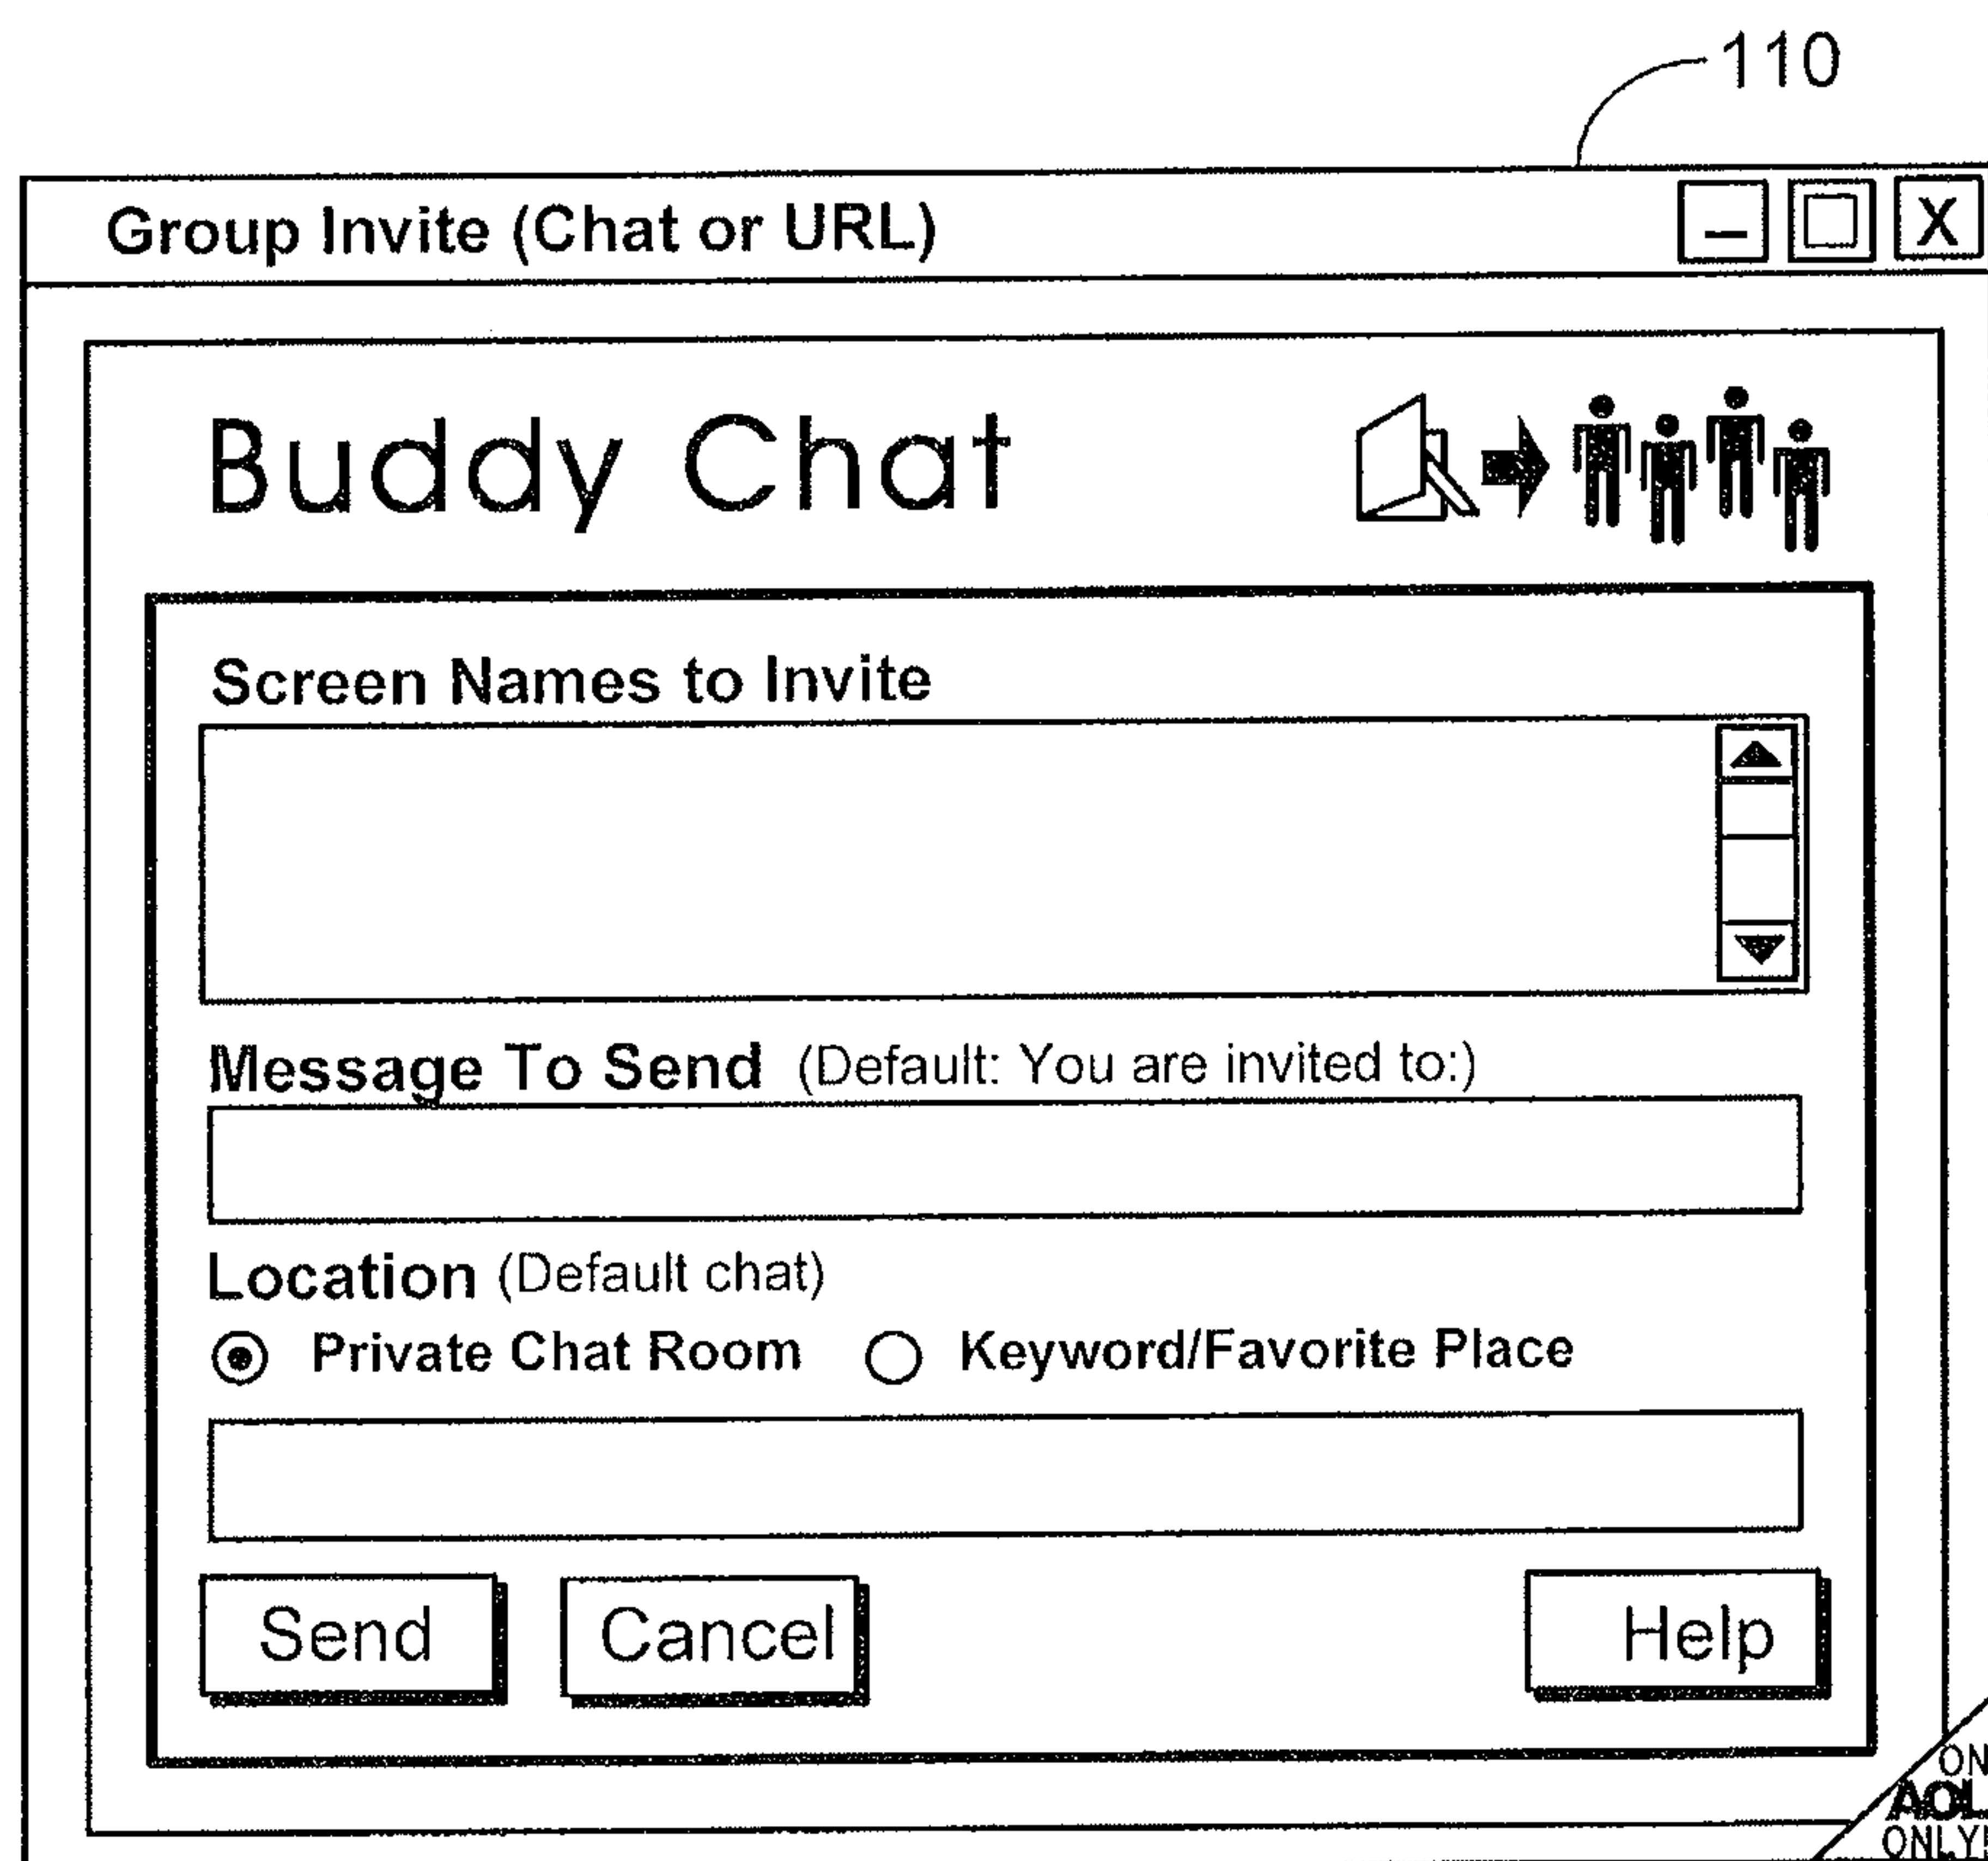 110
Group Invite (Chat or URL)
Buddy Chat
Screen Names to Invite
Message To Send (Default: You are invited to:)
Location (Default chat)
Private Chat Room Keyword/Favorite Place
Send Cancel Help
ON
AOL
ONLY!